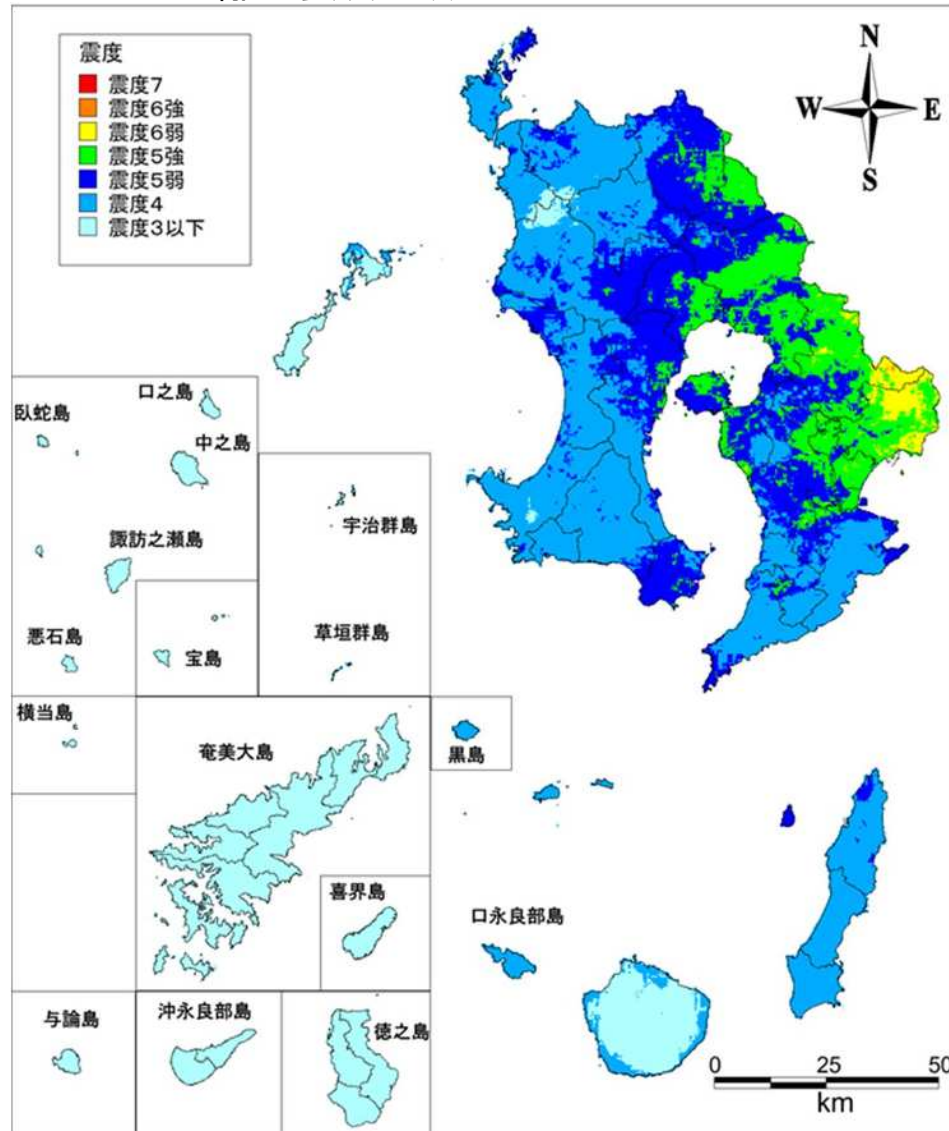 震度
震度7
震度6強
震度6弱
震度5強
震度5弱
震度4
震度3以下
N
W
E
S
口之島
臥蛇島
中之島
宇治群島
諏訪之瀬島
悪石島
宝島
草垣群島
横当島
奄美大島
黒島
喜界島
口永良部島
与論島
沖永良部島
徳之島
0 25 50
km